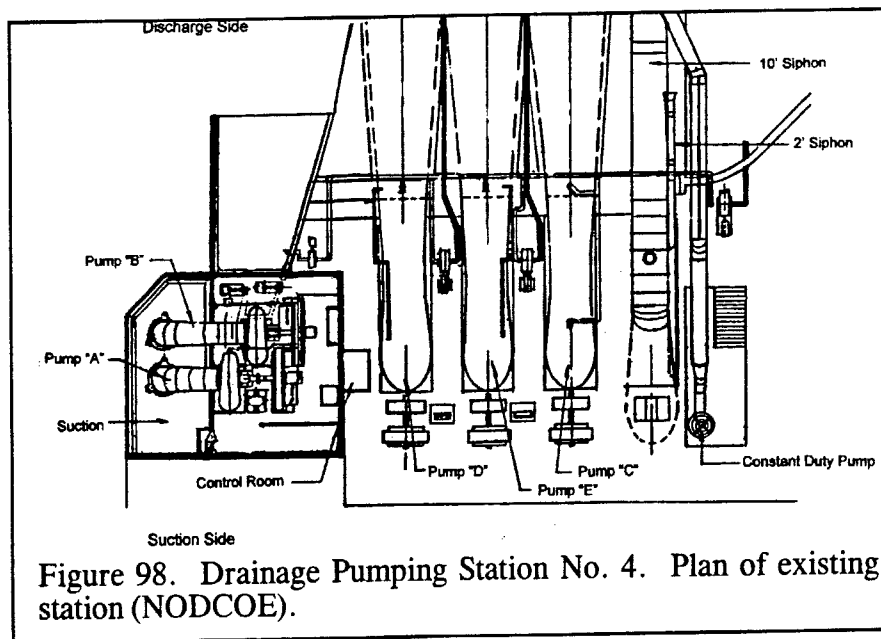 Discharge Side
10' Siphon
2' Siphon
Pump "B"
Pump "A"
Suction
Control Room
Pump "D"
Pump "E"
Pump "C"
Constant Duty Pump
Suction Side
Figure 98. Drainage Pumping Station No. 4. Plan of existing
station (NODCOE).